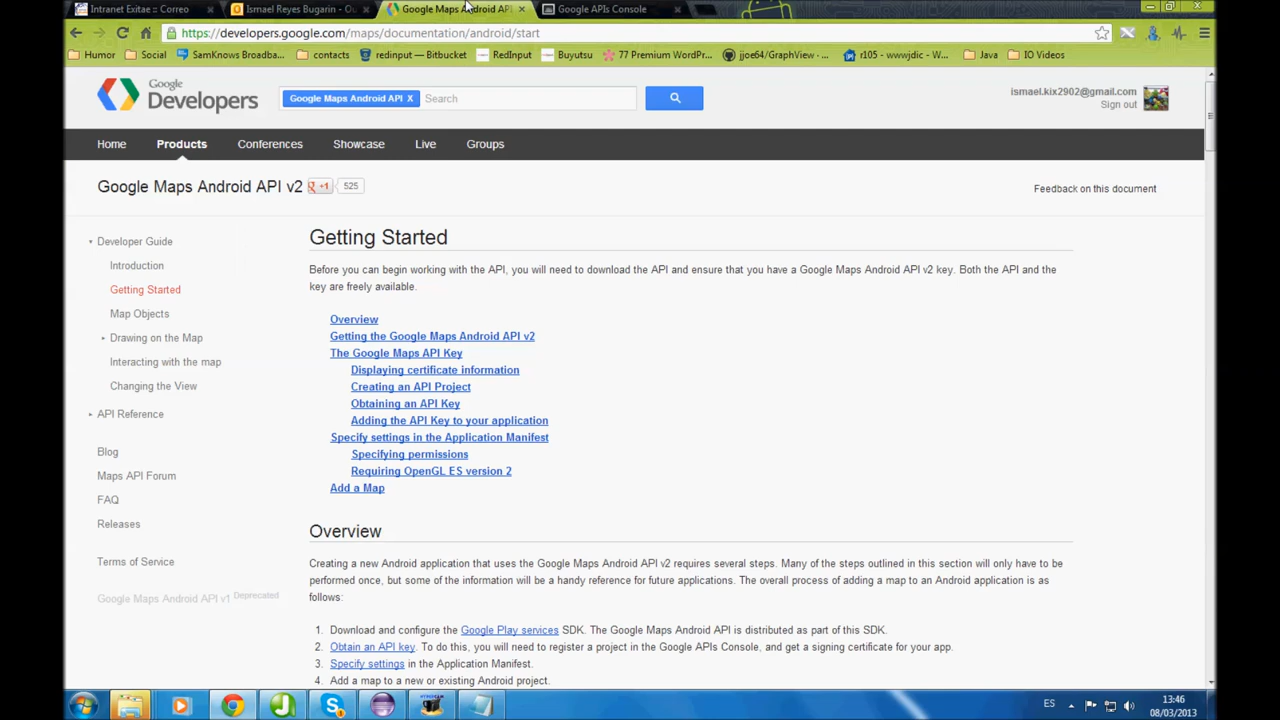 Intranet Exitae :: Correo
Ismael Reyes Bugarin - Ou
Google Maps Android API
Google APIs Console
https://developers.google.com/maps/documentation/android/start
Humor
Social
SamKnows Broadba...
contacts
redinput — Bitbucket
RedInput
Buyutsu
77 Premium WordPr...
jjoe64/GraphView · ...
r105 - wwwjdic - W...
Java
IO Videos
Google
Developers
Google Maps Android API X
Search
ismael.kix2902@gmail.com
Sign out
Home
Products
Conferences
Showcase
Live
Groups
Google Maps Android API v2
+1
525
Feedback on this document
Developer Guide
Introduction
Getting Started
Map Objects
Drawing on the Map
Interacting with the map
Changing the View
API Reference
Blog
Maps API Forum
FAQ
Releases
Terms of Service
Google Maps Android API v1 Deprecated
Getting Started
Before you can begin working with the API, you will need to download the API and ensure that you have a Google Maps Android API v2 key. Both the API and the
key are freely available.
Overview
Getting the Google Maps Android API v2
The Google Maps API Key
Displaying certificate information
Creating an API Project
Obtaining an API Key
Adding the API Key to your application
Specify settings in the Application Manifest
Specifying permissions
Requiring OpenGL ES version 2
Add a Map
Overview
Creating a new Android application that uses the Google Maps Android API v2 requires several steps. Many of the steps outlined in this section will only have to be
performed once, but some of the information will be a handy reference for future applications. The overall process of adding a map to an Android application is as
follows:
1. Download and configure the Google Play services SDK. The Google Maps Android API is distributed as part of this SDK.
2. Obtain an API key. To do this, you will need to register a project in the Google APIs Console, and get a signing certificate for your app.
3. Specify settings in the Application Manifest.
4. Add a map to a new or existing Android project.
ES
13:46
08/03/2013